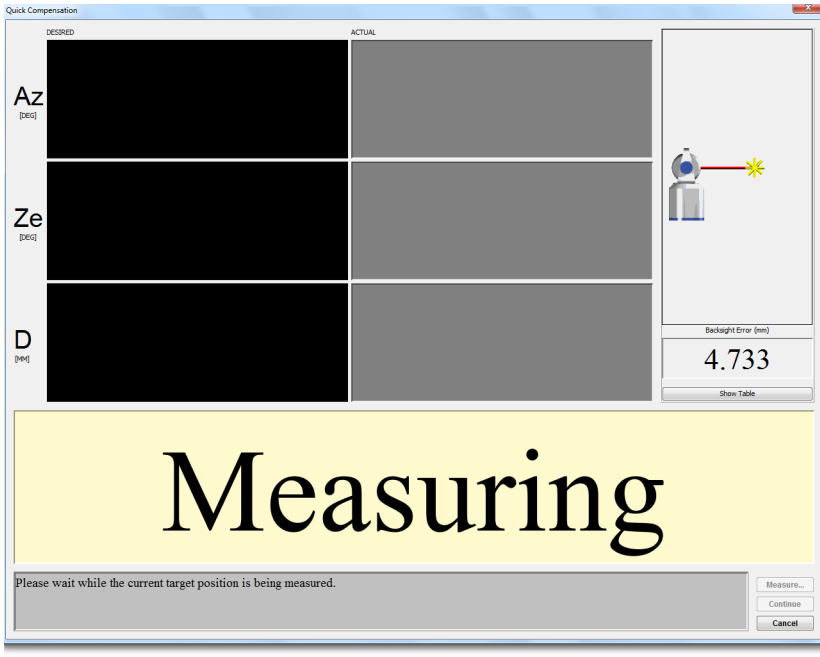 Quick Compensation
DESIRED
ACTUAL
Az
[DEG]
Ze
[DEG]
D
[MM]
Backsight Error (mm)
4.733
Show Table
Measuring
Please wait while the current target position is being measured.
Measure...
Continue
Cancel